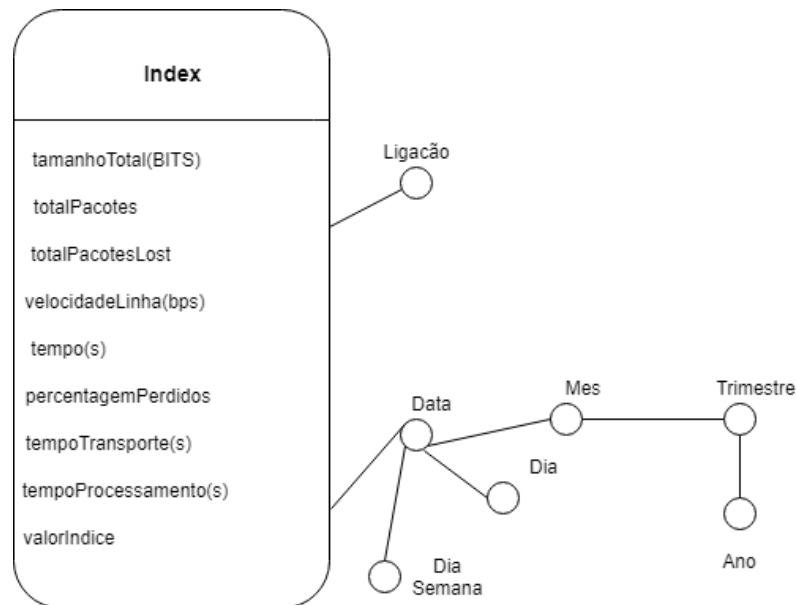 Index
tamanhoTotal(BITS)
totalPacotes
totalPacotesLost
velocidadeLinha(bps)
tempo(s)
percentagemPerdidos
tempoTransporte(s)
tempoProcessamento(s)
valorIndice
Ligacão
Data
Mes
Trimestre
Dia
Dia
Semana
Ano